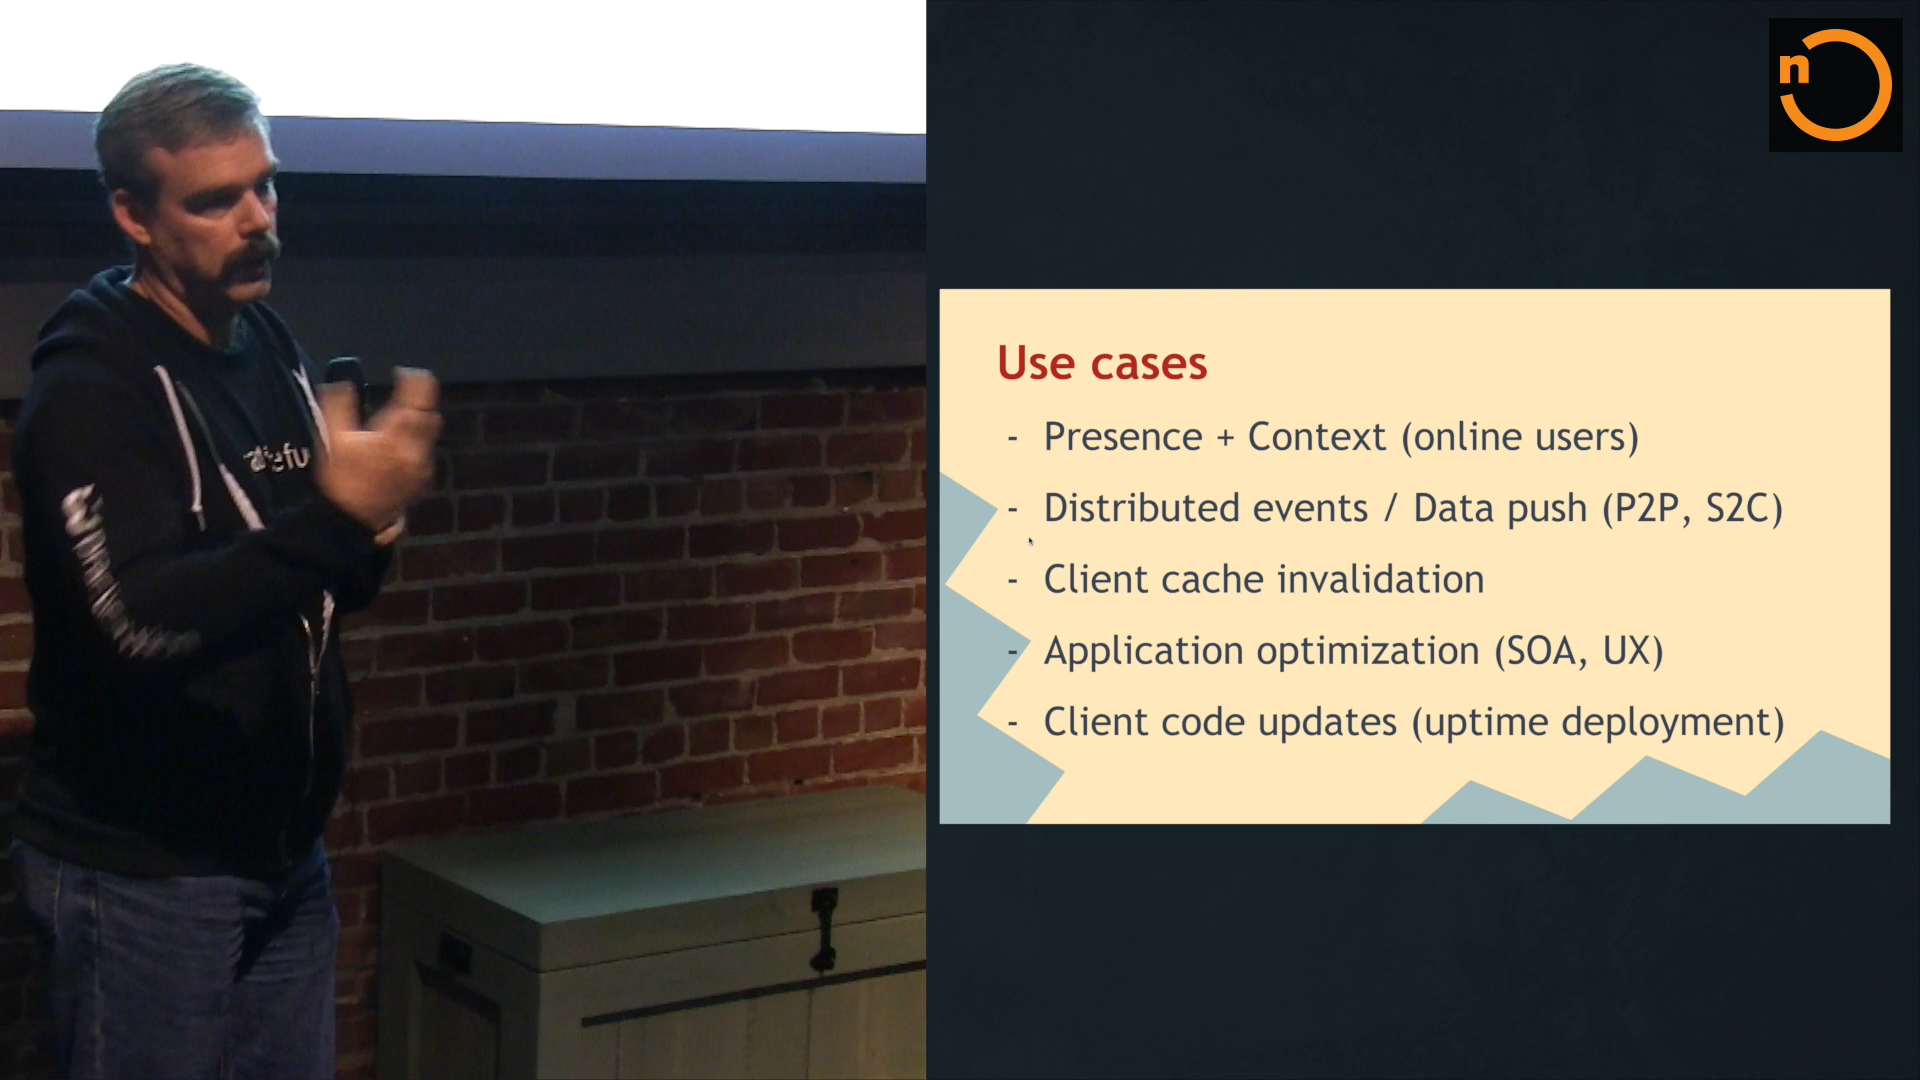 n
Use cases
- Presence + Context (online users)
- Distributed events / Data push (P2P, S2C)
- Client cache invalidation
- Application optimization (SOA, UX)
- Client code updates (uptime deployment)